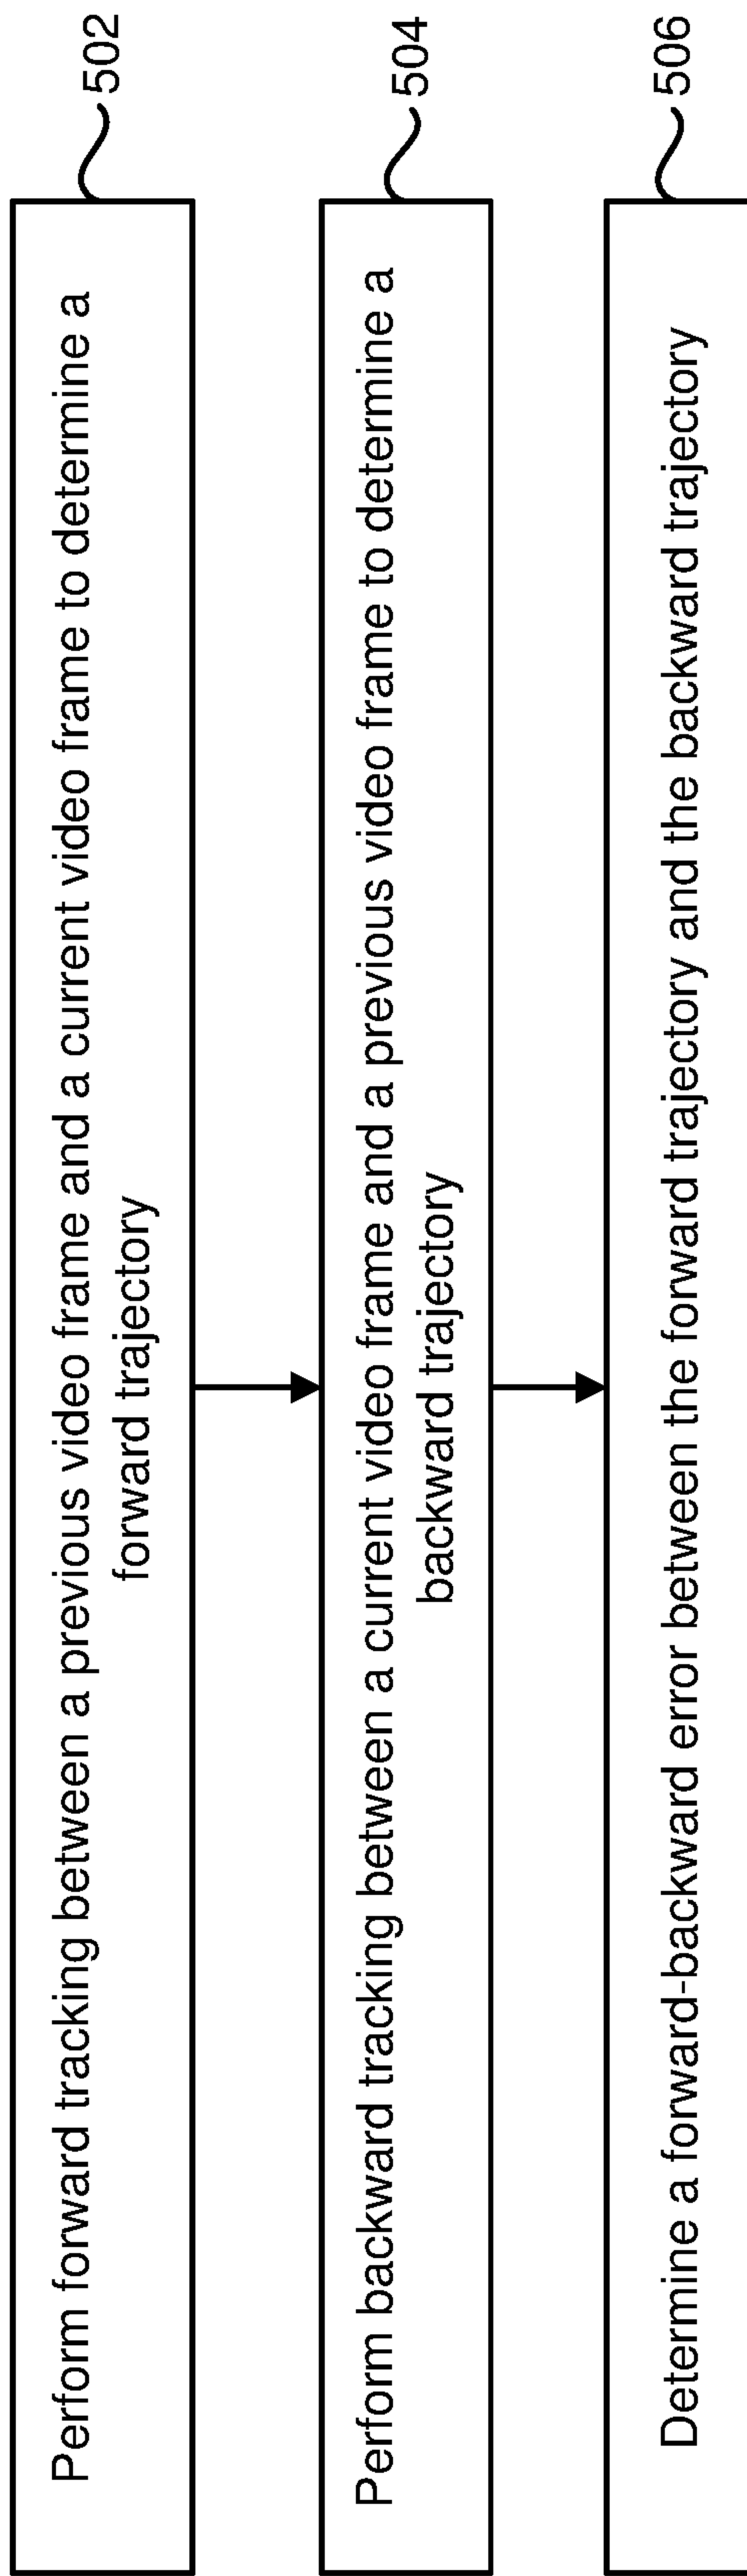 Perform forward tracking between a previous video frame and a current video frame to determine a
forward trajectory
502
Perform backward tracking between a current video frame and a previous video frame to determine a
backward trajectory
504
Determine a forward-backward error between the forward trajectory and the backward trajectory
506